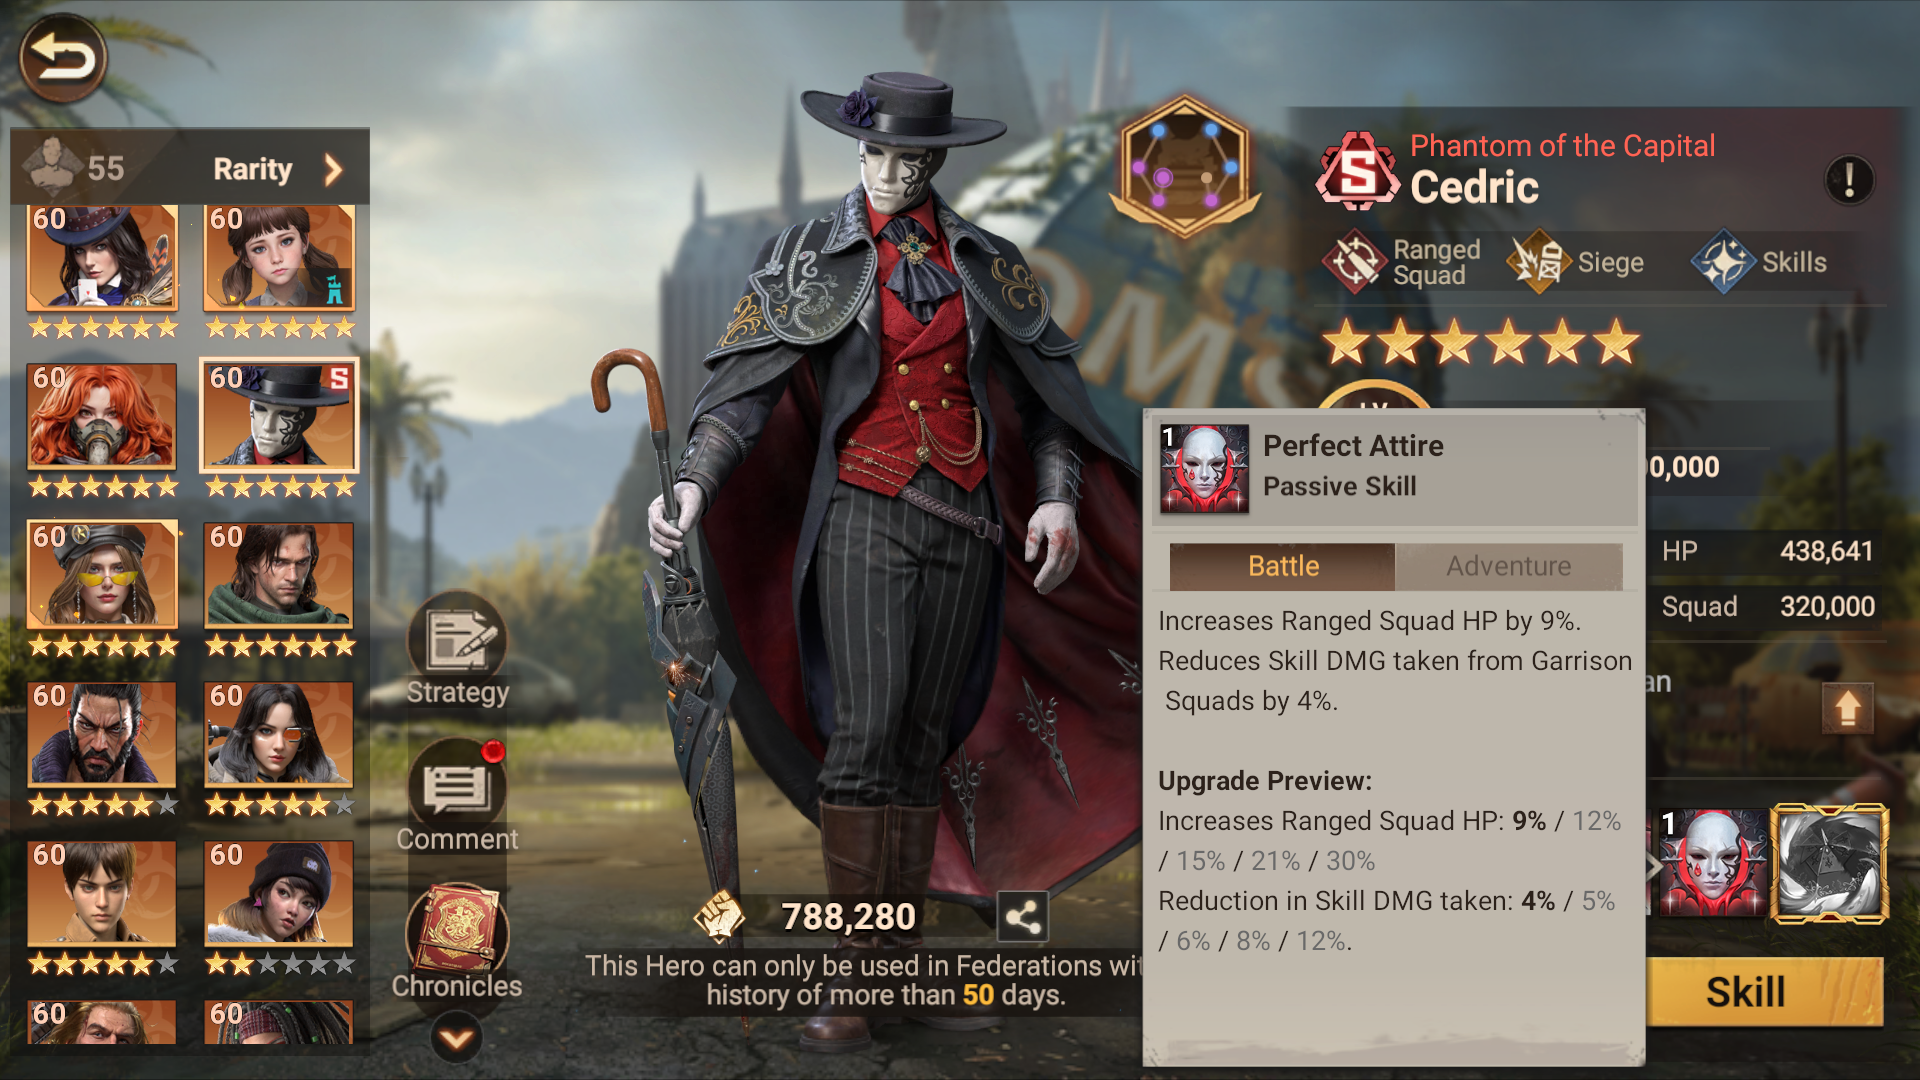 55
Rarity
60
60
60
60
S
60
60
60
60
60
60
60
60
Strategy
Comment
Chronicles
OMS
788,280
This Hero can only be used in Federations wit
history of more than 50 days.
S
Phantom of the Capital
Cedric
!
Ranged
Squad
Siege
Skills
LV
0,000
HP
438,641
Squad
320,000
an
1
Perfect Attire
Passive Skill
Battle
Adventure
Increases Ranged Squad HP by 9%.
Reduces Skill DMG taken from Garrison
Squads by 4%.
Upgrade Preview:
Increases Ranged Squad HP: 9% / 12%
/ 15% / 21% / 30%
Reduction in Skill DMG taken: 4% / 5%
/ 6% / 8% / 12%.
1
Skill